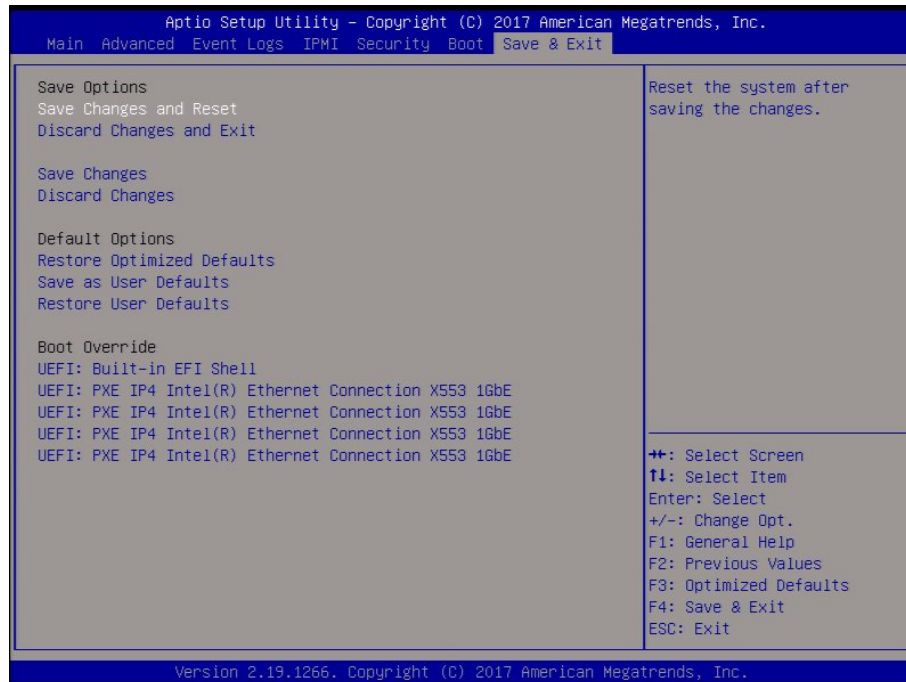 Aptio Setup Utility – Copyright (C) 2017 American Megatrends, Inc.
Main Advanced Event Logs IPMI Security Boot Save & Exit
Save Options
Save Changes and Reset
Discard Changes and Exit
Save Changes
Discard Changes
Default Options
Restore Optimized Defaults
Save as User Defaults
Restore User Defaults
Boot Override
UEFI: Built-in EFI Shell
UEFI: PXE IP4 Intel(R) Ethernet Connection X553 1GbE
UEFI: PXE IP4 Intel(R) Ethernet Connection X553 1GbE
UEFI: PXE IP4 Intel(R) Ethernet Connection X553 1GbE
UEFI: PXE IP4 Intel(R) Ethernet Connection X553 1GbE
Reset the system after
saving the changes.
→←: Select Screen
↑↓: Select Item
Enter: Select
+/-: Change Opt.
F1: General Help
F2: Previous Values
F3: Optimized Defaults
F4: Save & Exit
ESC: Exit
Version 2.19.1266. Copyright (C) 2017 American Megatrends, Inc.